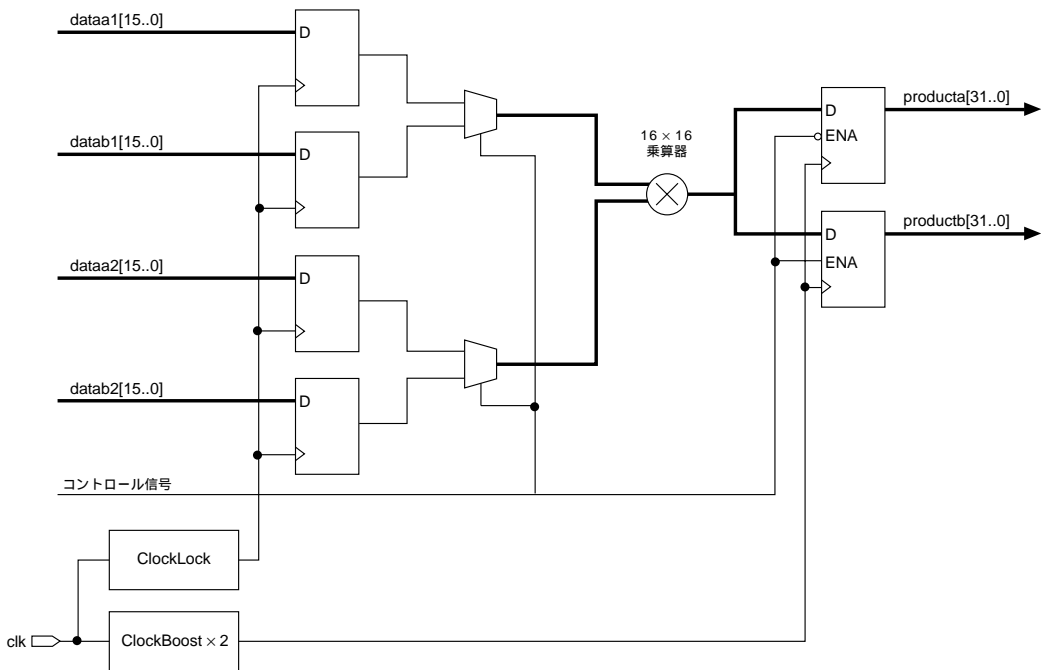 dataa1[15..0]
D
datab1[15..0]
D
dataa2[15..0]
D
datab2[15..0]
D
16 × 16
乗算器
D
ENA
producta[31..0]
D
ENA
productb[31..0]
コントロール信号
ClockLock
clk
ClockBoost × 2